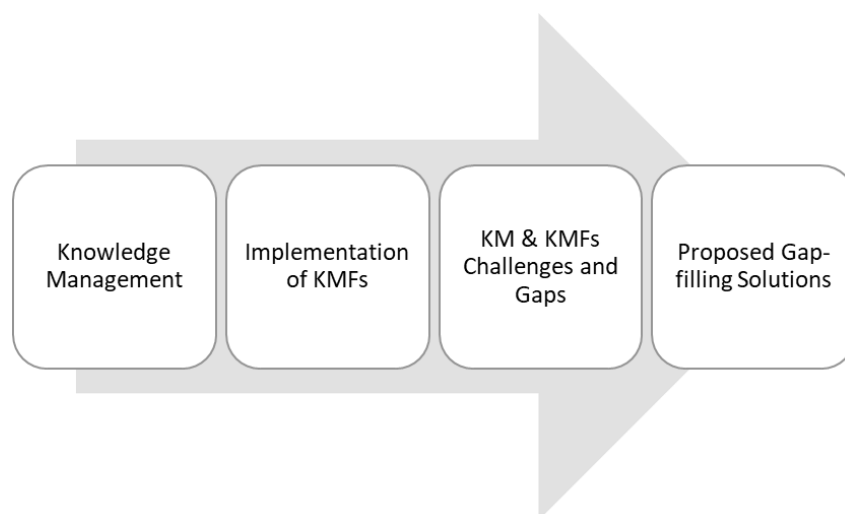 Knowledge
Management
Implementation
of KMFs
KM & KMFs
Challenges and
Gaps
Proposed Gap-
filling Solutions